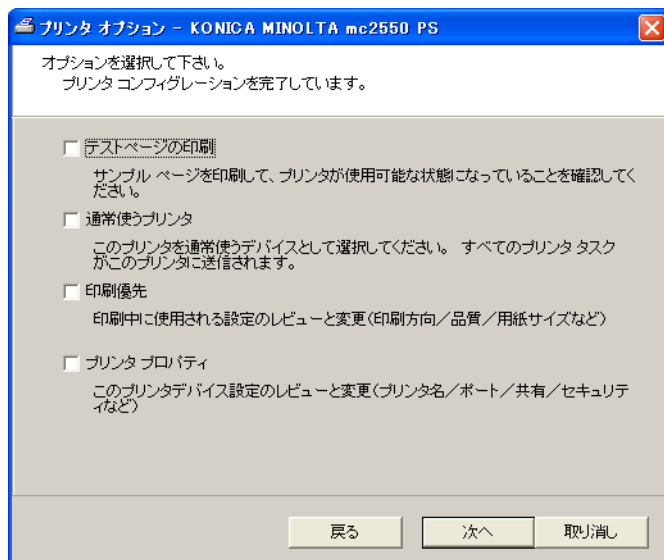 プリンタ オプション - KONICA MINOLTA mc2550 PS
オプションを選択して下さい。
プリンタ コンフィグレーションを完了しています。
テストページの印刷
サンプル ページを印刷して、プリンタが使用可能な状態になっていることを確認してく
ださい。
通常使うプリンタ
このプリンタを通常使うデバイスとして選択してください。 すべてのプリンタ タスク
がこのプリンタに送信されます。
印刷優先
印刷中に使用される設定のレビューと変更(印刷方向/品質/用紙サイズなど)
プリンタ プロパティ
このプリンタデバイス設定のレビューと変更(プリンタ名/ポート/共有/セキュリテ
ィなど)
戻る 次へ 取り消し